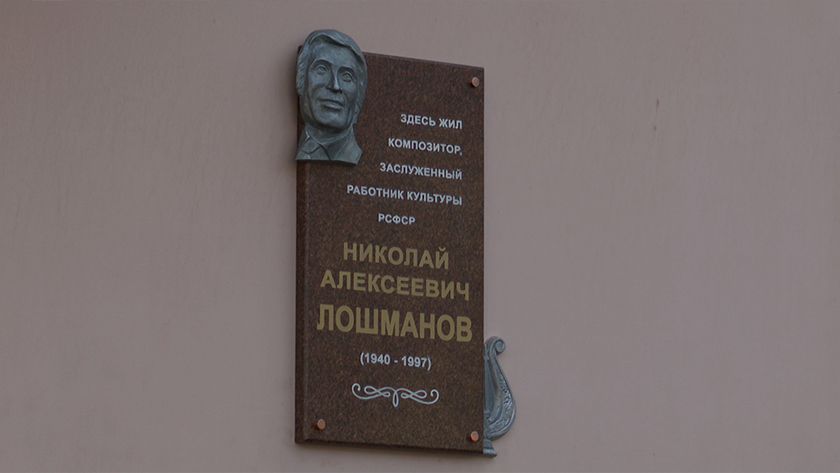 ЗДЕСЬ ЖИЛ
КОМПОЗИТОР,
ЗАСЛУЖЕННЫЙ
РАБОТНИК КУЛЬТУРЫ
РСФСР
НИКОЛАЙ
АЛЕКСЕЕВИЧ
ЛОШМАНОВ
(1940 - 1997)